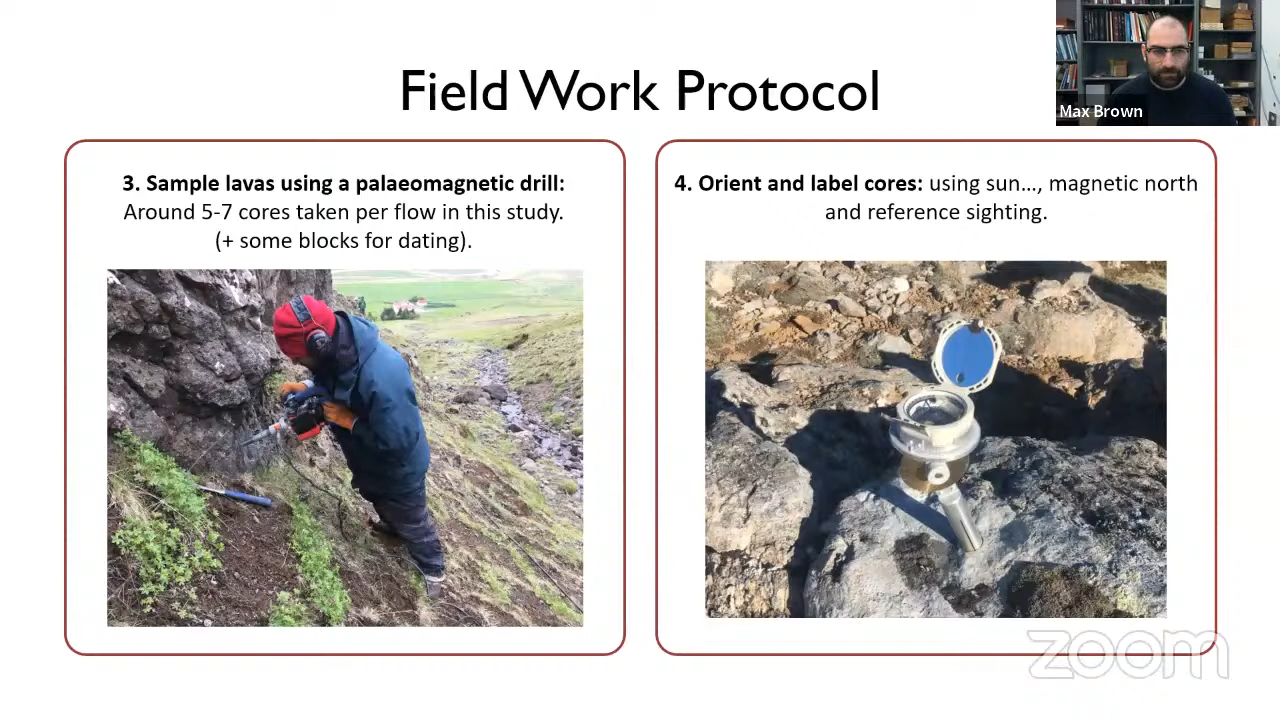 Field Work Protocol
Max Brown
3. Sample lavas using a palaeomagnetic drill:
Around 5-7 cores taken per flow in this study.
(+ some blocks for dating).
4. Orient and label cores: using sun..., magnetic north
and reference sighting.
zoom